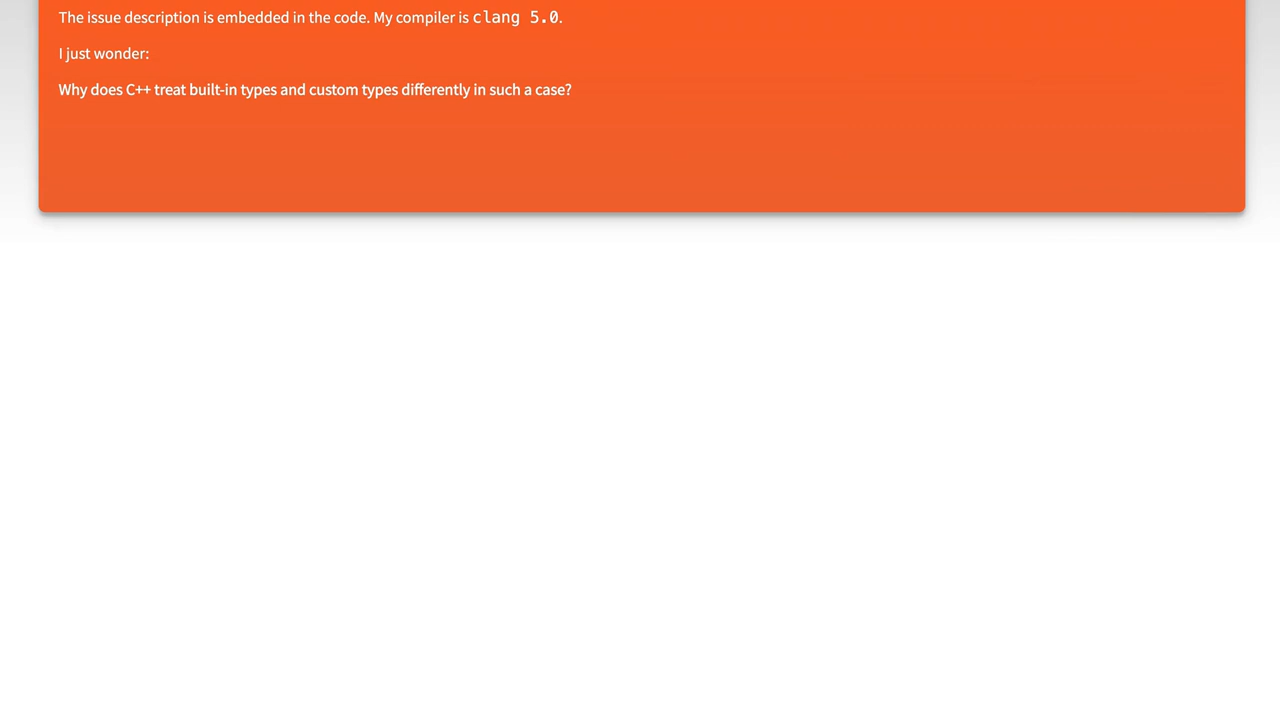 The issue description is embedded in the code. My compiler is clang 5.0.
I just wonder:
Why does C++ treat built-in types and custom types differently in such a case?